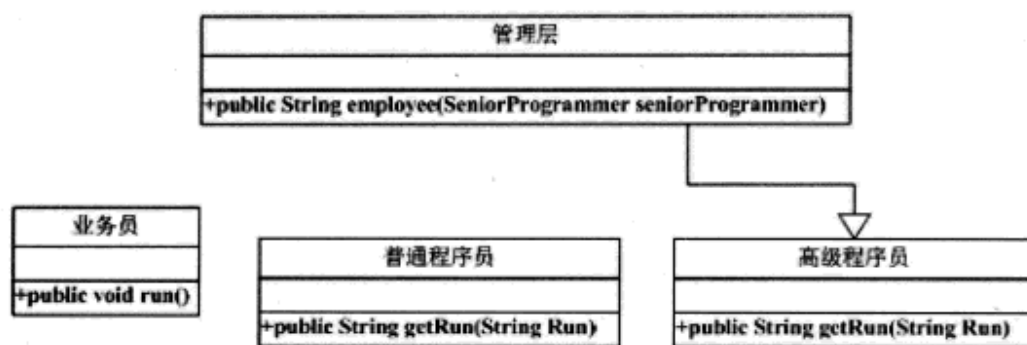 管理层
+public String employee(SeniorProgrammer seniorProgrammer)
业务员
+public void run()
普通程序员
+public String getRun(String Run)
高级程序员
+public String getRun(String Run)